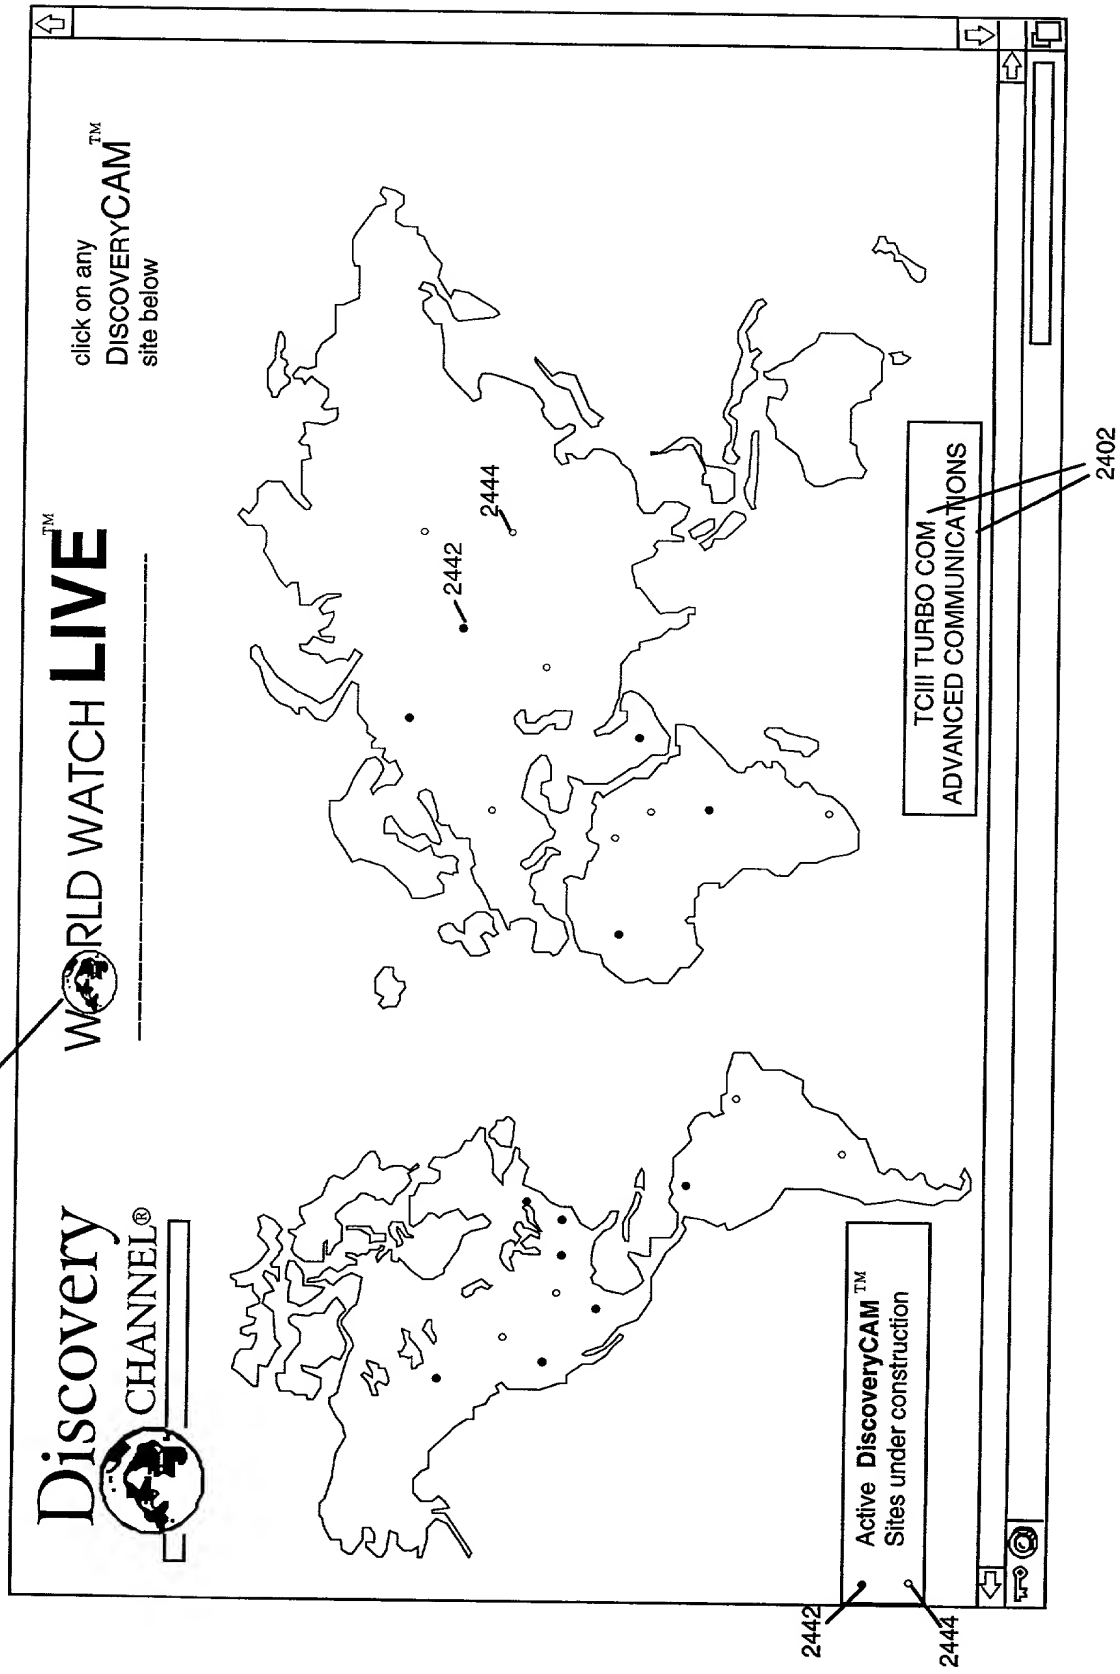 Discovery
CHANNEL®
WORLD WATCH LIVE™
click on any
DISCOVERYCAM™
site below
2442
2444
2442
2444
Active DiscoveryCAM™
Sites under construction
TCIII TURBO COM
ADVANCED COMMUNICATIONS
2402